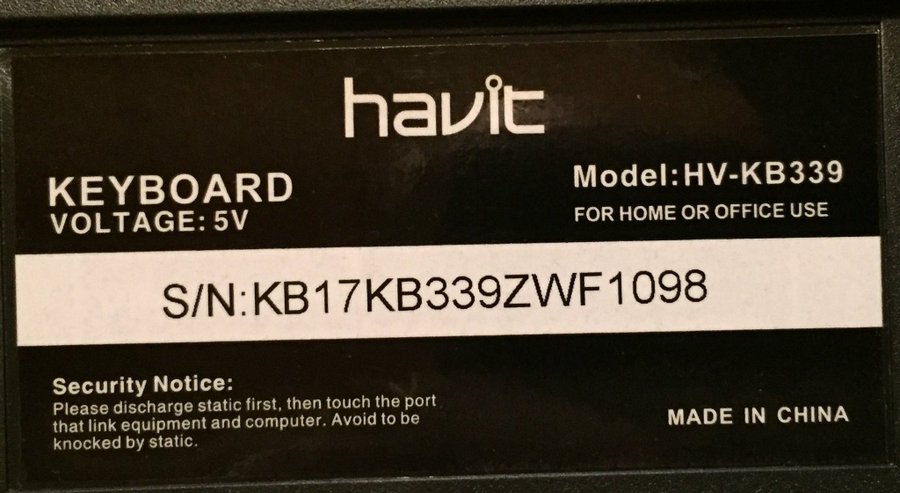 havit
KEYBOARD
VOLTAGE: 5V
Model:HV-KB339
FOR HOME OR OFFICE USE
S/N:KB17KB339ZWF1098
Security Notice:
Please discharge static first, then touch the port
that link equipment and computer. Avoid to be
knocked by static.
MADE IN CHINA